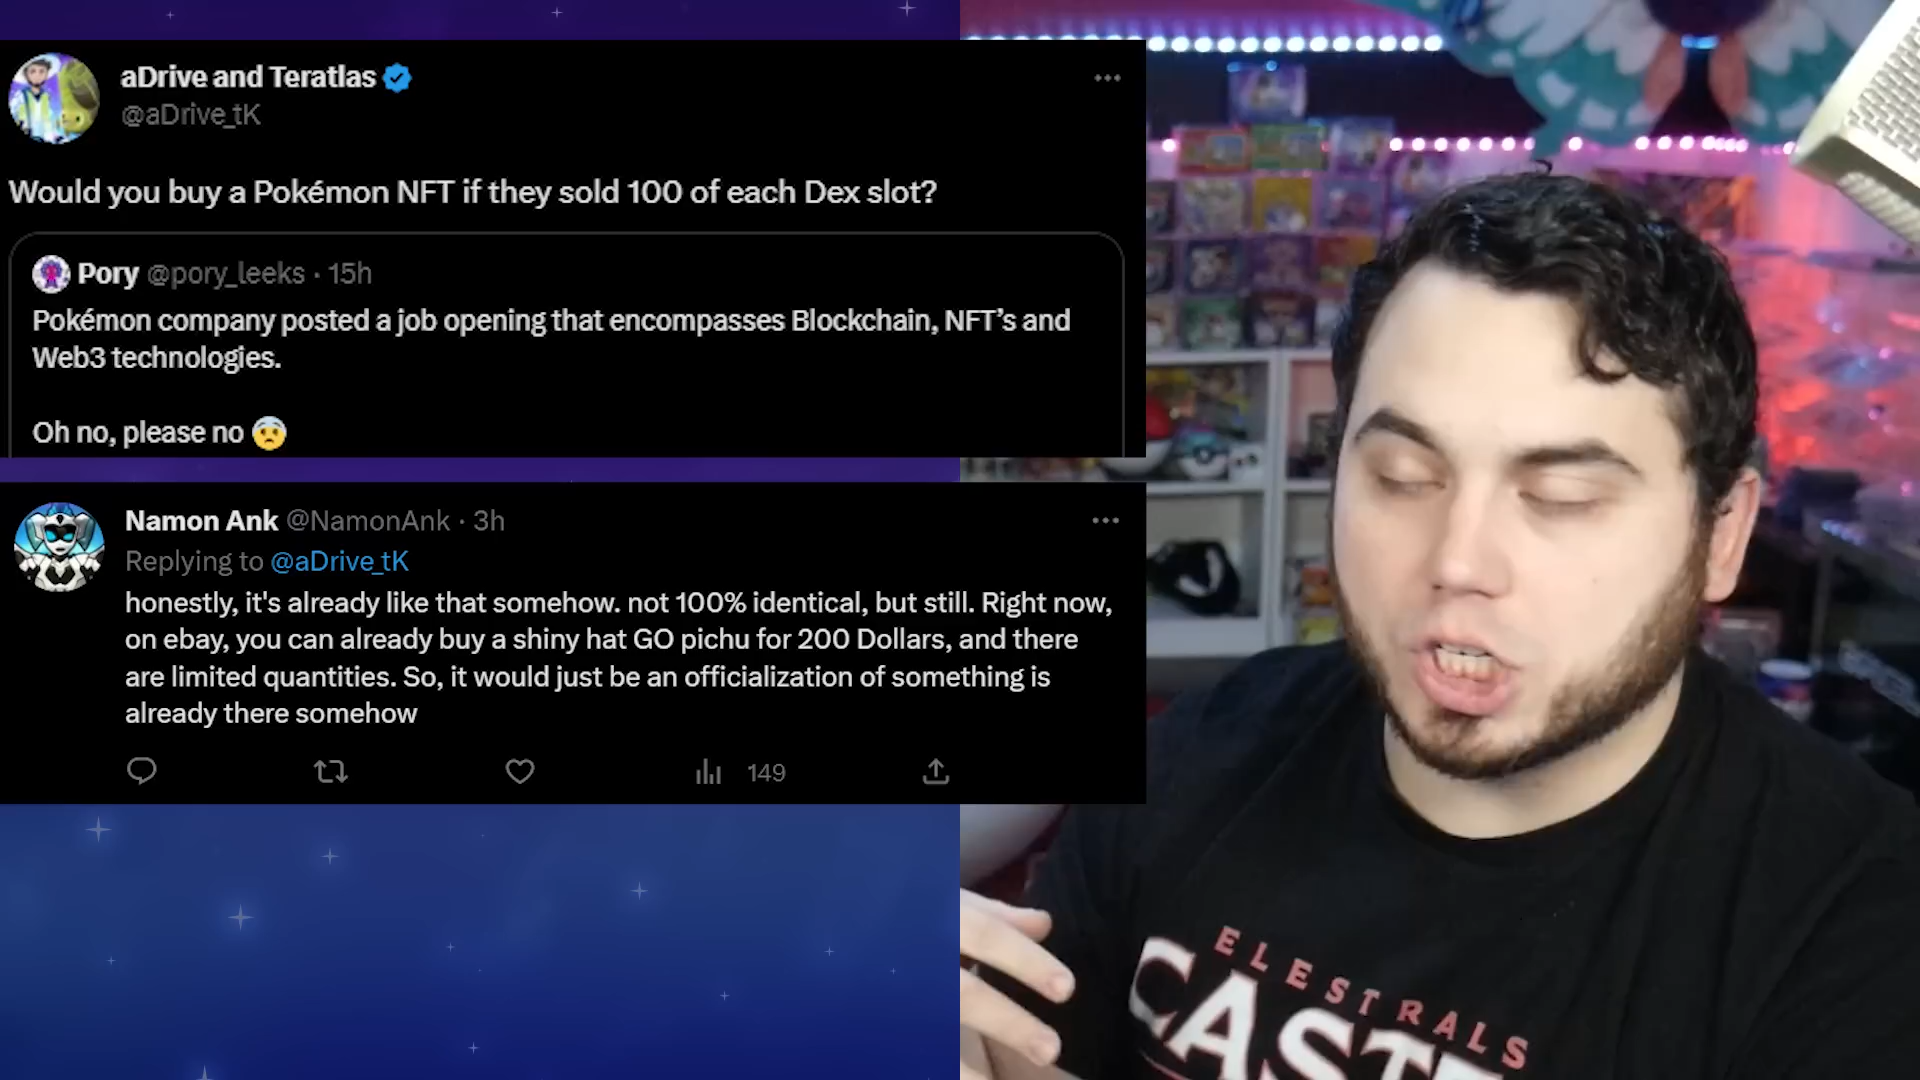 aDrive and Teratlas
@aDrive_tK
Would you buy a Pokémon NFT if they sold 100 of each Dex slot?
Pory @pory_leeks · 15h
Pokémon company posted a job opening that encompasses Blockchain, NFT's and
Web3 technologies.
Oh no, please no 😨
Namon Ank @NamonAnk · 3h
Replying to @aDrive_tK
honestly, it's already like that somehow. not 100% identical, but still. Right now,
on ebay, you can already buy a shiny hat GO pichu for 200 Dollars, and there
are limited quantities. So, it would just be an officialization of something is
already there somehow
149
ELESTRALS